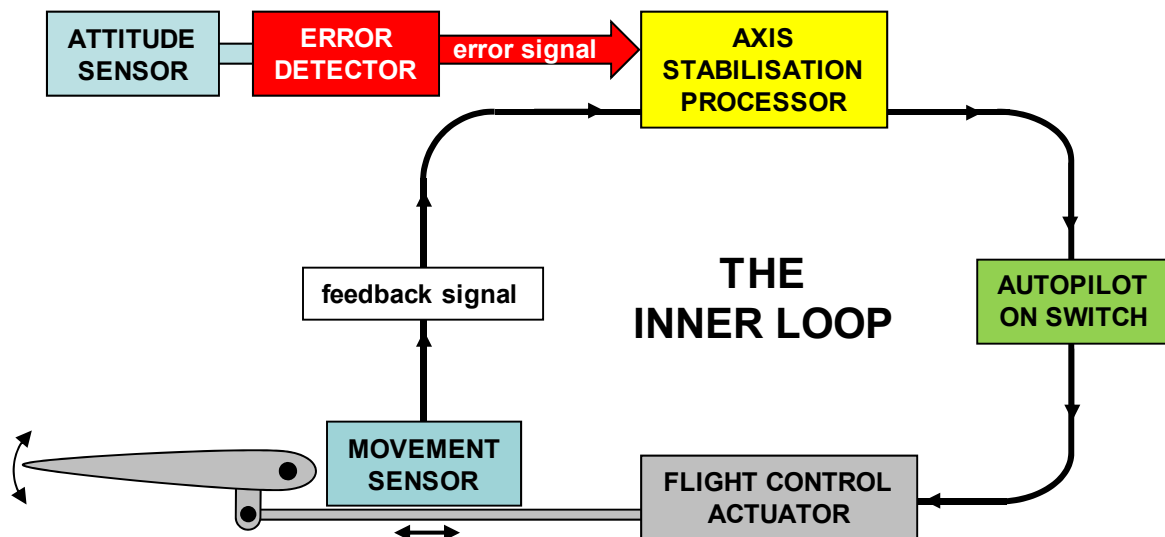 ATTITUDE
SENSOR
ERROR
DETECTOR
error signal
AXIS
STABILISATION
PROCESSOR
feedback signal
THE
INNER LOOP
AUTOPILOT
ON SWITCH
MOVEMENT
SENSOR
FLIGHT CONTROL
ACTUATOR